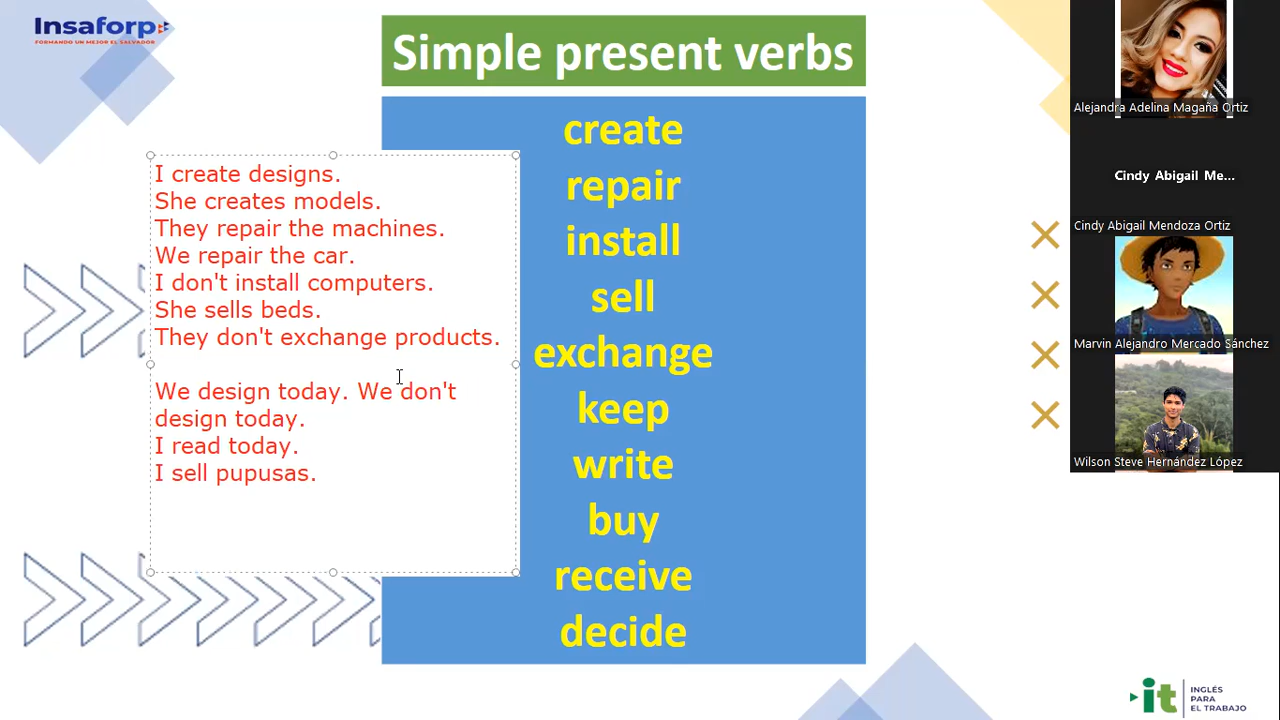 Insaforp
FORMANDO UN MEJOR EL SALVADOR
Simple present verbs
create
repair
install
sell
exchange
keep
write
buy
receive
decide
I create designs.
She creates models.
They repair the machines.
We repair the car.
I don't install computers.
She sells beds.
They don't exchange products.
We design today. We don't
design today.
I read today.
I sell pupusas.
Alejandra Adelina Magaña Ortiz
Cindy Abigail Me...
Cindy Abigail Mendoza Ortiz
Marvin Alejandro Mercado Sánchez
Wilson Steve Hernández López
it
INGLÉS
PARA
EL TRABAJO